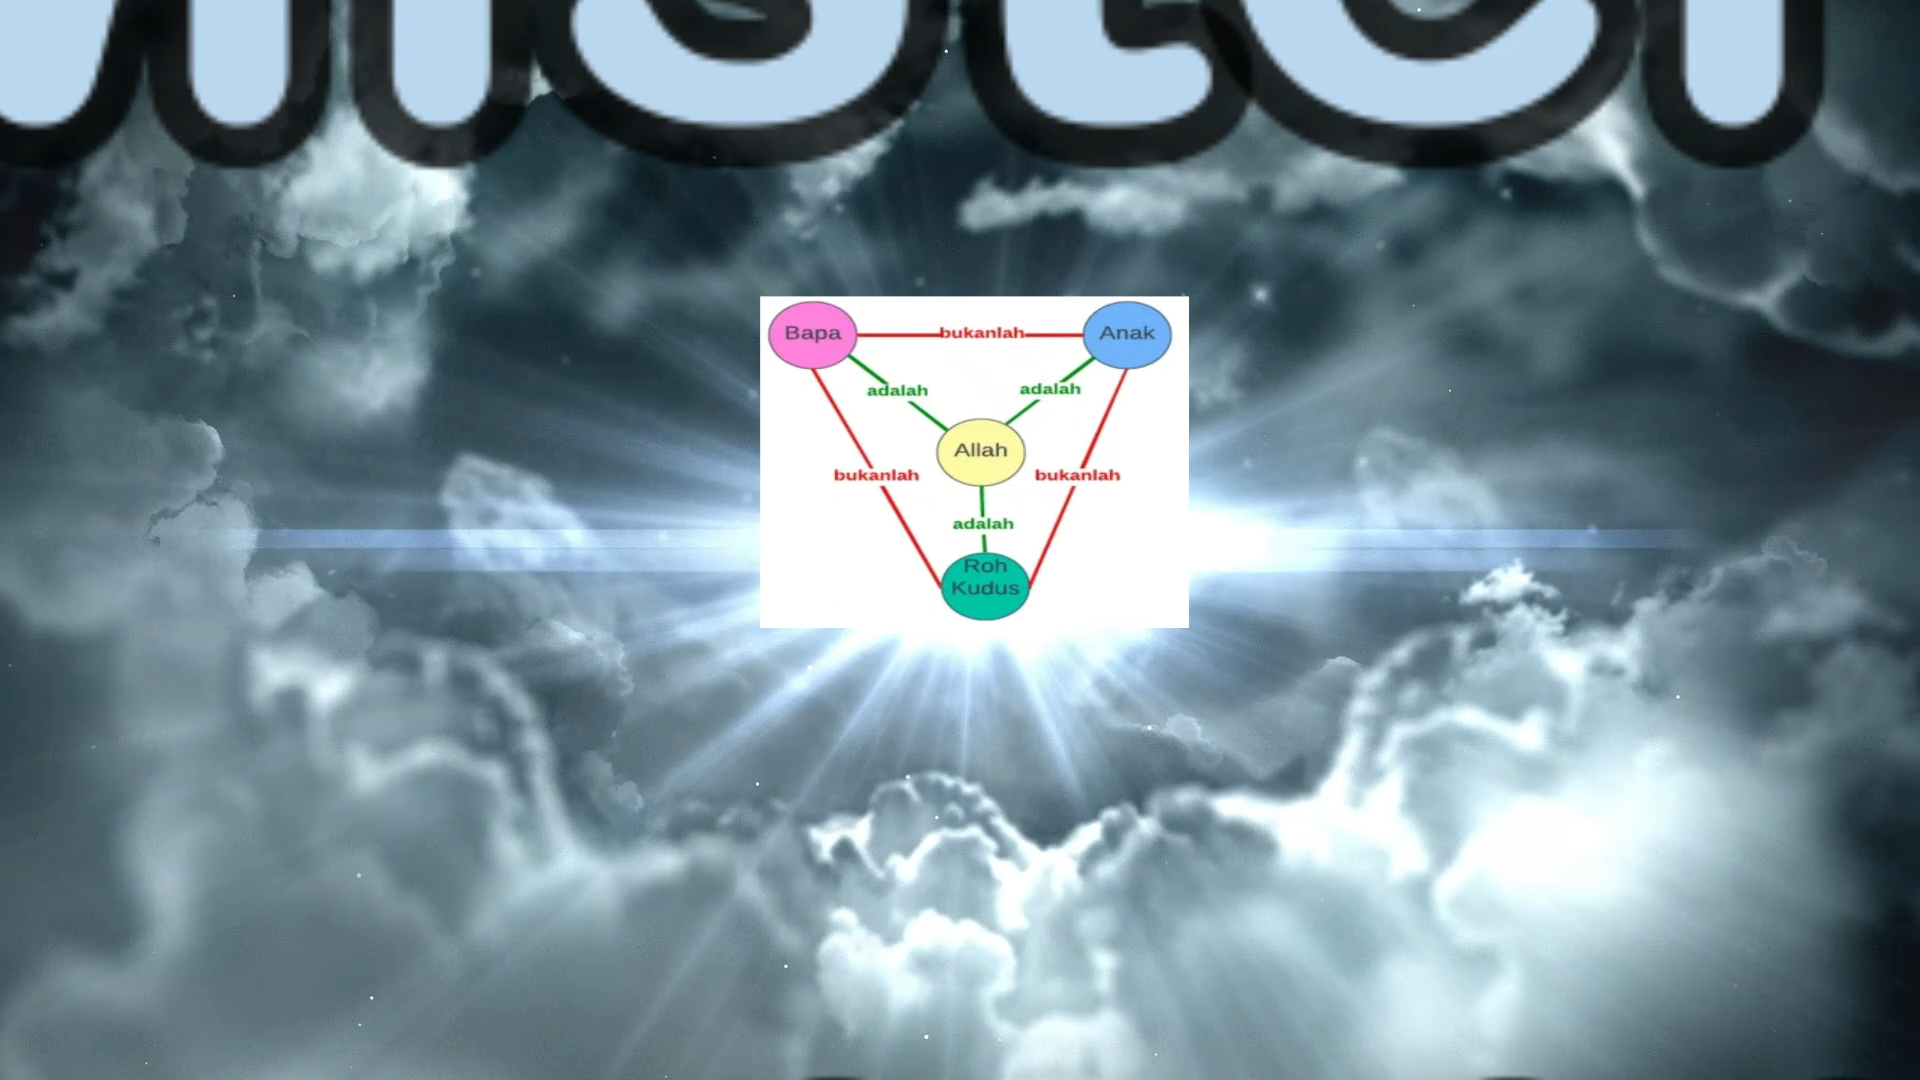 Bapa bukanlah Anak
adalah adalah
Allah
bukanlah bukanlah
adalah
Roh
Kudus